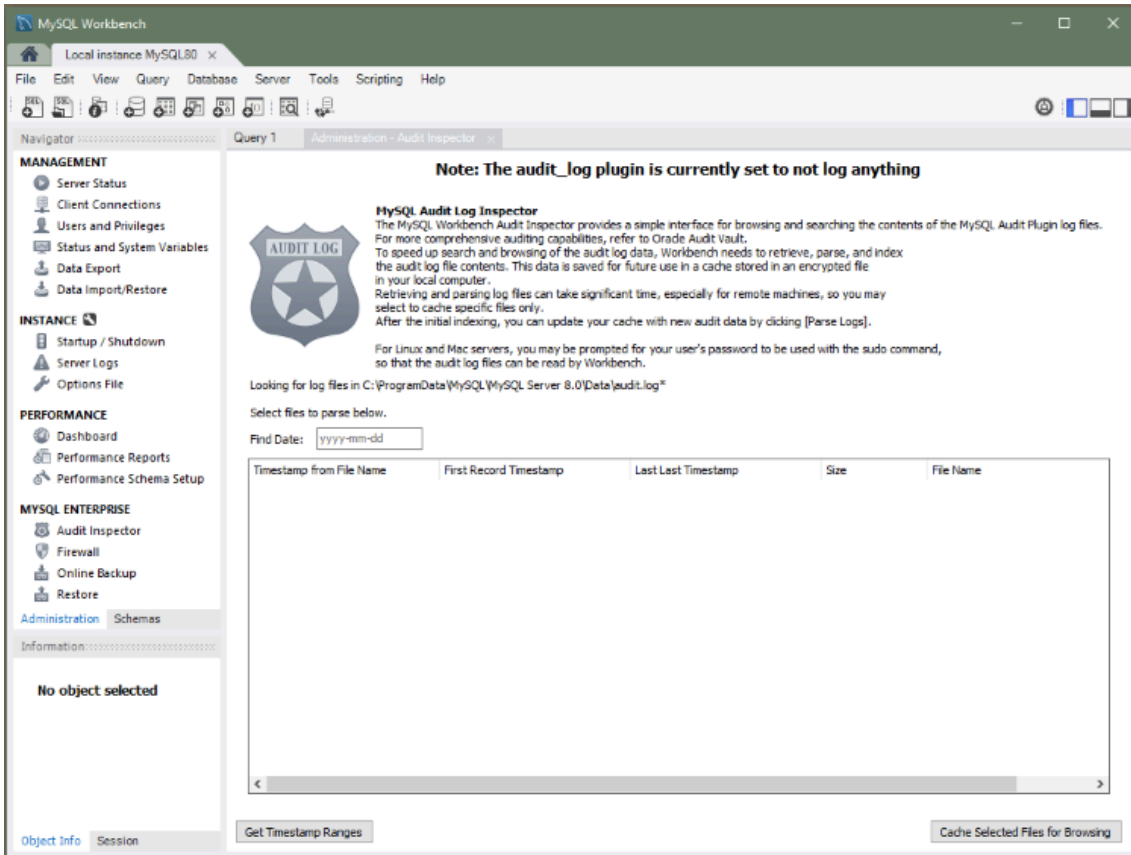 MySQL Workbench
Local instance MySQL80
File Edit View Query Database Server Tools Scripting Help
Navigator
MANAGEMENT
Server Status
Client Connections
Users and Privileges
Status and System Variables
Data Export
Data Import/Restore
INSTANCE
Startup / Shutdown
Server Logs
Options File
PERFORMANCE
Dashboard
Performance Reports
Performance Schema Setup
MYSQL ENTERPRISE
Audit Inspector
Firewall
Online Backup
Restore
Administration Schemas
Information
No object selected
Object Info Session
Query 1 Administration - Audit Inspector
Note: The audit_log plugin is currently set to not log anything
AUDIT LOG
MySQL Audit Log Inspector
The MySQL Workbench Audit Inspector provides a simple interface for browsing and searching the contents of the MySQL Audit Plugin log files.
For more comprehensive auditing capabilities, refer to Oracle Audit Vault.
To speed up search and browsing of the audit log data, Workbench needs to retrieve, parse, and index
the audit log file contents. This data is saved for future use in a cache stored in an encrypted file
in your local computer.
Retrieving and parsing log files can take significant time, especially for remote machines, so you may
select to cache specific files only.
After the initial indexing, you can update your cache with new audit data by clicking [Parse Logs].
For Linux and Mac servers, you may be prompted for your user's password to be used with the sudo command,
so that the audit log files can be read by Workbench.
Looking for log files in C:\ProgramData\MySQL\MySQL Server 8.0\Data\audit.log*
Select files to parse below.
Find Date: yyyy-mm-dd
Timestamp from File Name First Record Timestamp Last Last Timestamp Size File Name
Get Timestamp Ranges Cache Selected Files for Browsing